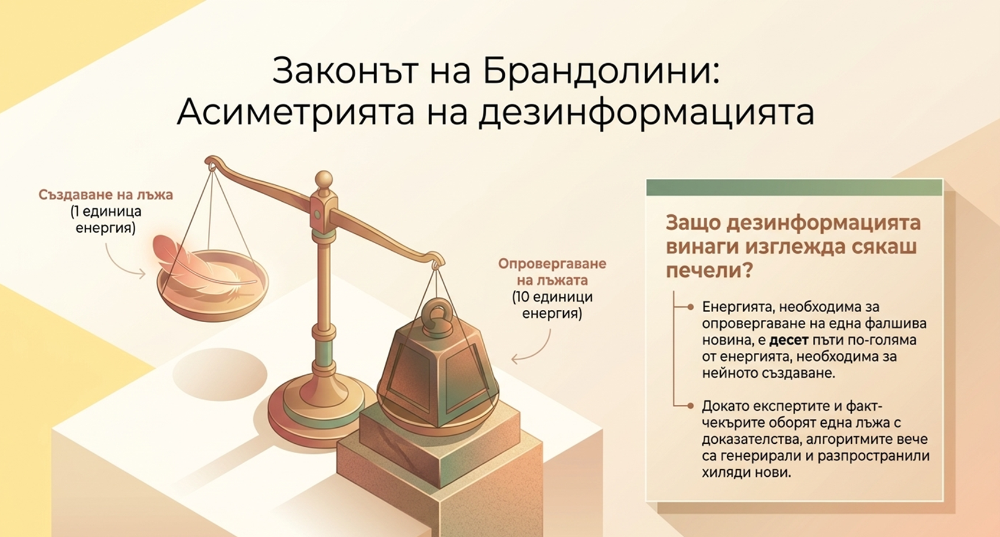 Законът на Брандолини:
Асиметрията на дезинформацията
Създаване на лъжа
(1 единица
енергия)
Опровергаване
на лъжата
(10 единици
енергия)
Защо дезинформацията
винаги изглежда сякаш
печели?
Енергията, необходима за
опровергаване на една фалшива
новина, е десет пъти по-голяма
от енергията, необходима за
нейното създаване.
Докато експертите и факт-
чекърите оборят една лъжа с
доказателства, алгоритмите вече
са генерирали и разпространили
хиляди нови.